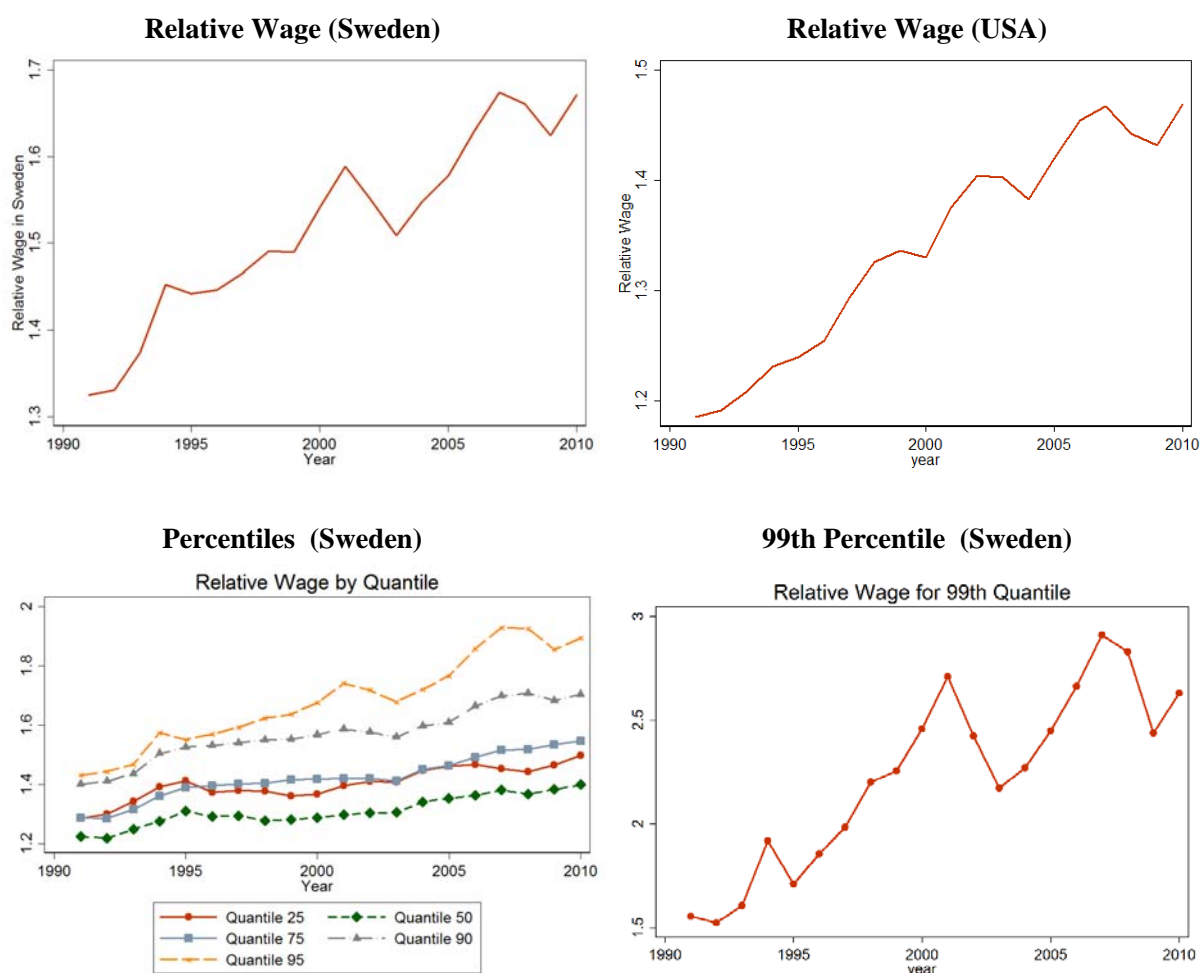 Relative Wage (Sweden)
Relative Wage in Sweden
1.7
1.6
1.5
1.4
1.3
1990 1995 2000 2005 2010
Year
Relative Wage (USA)
Relative Wage
1.5
1.4
1.3
1.2
1990 1995 2000 2005 2010
year
Percentiles (Sweden)
Relative Wage by Quantile
2
1.8
1.6
1.4
1.2
1990 1995 2000 2005 2010
Year
Quantile 25 Quantile 50
Quantile 75 Quantile 90
Quantile 95
99th Percentile (Sweden)
Relative Wage for 99th Quantile
3
2.5
2
1.5
1990 1995 2000 2005 2010
year